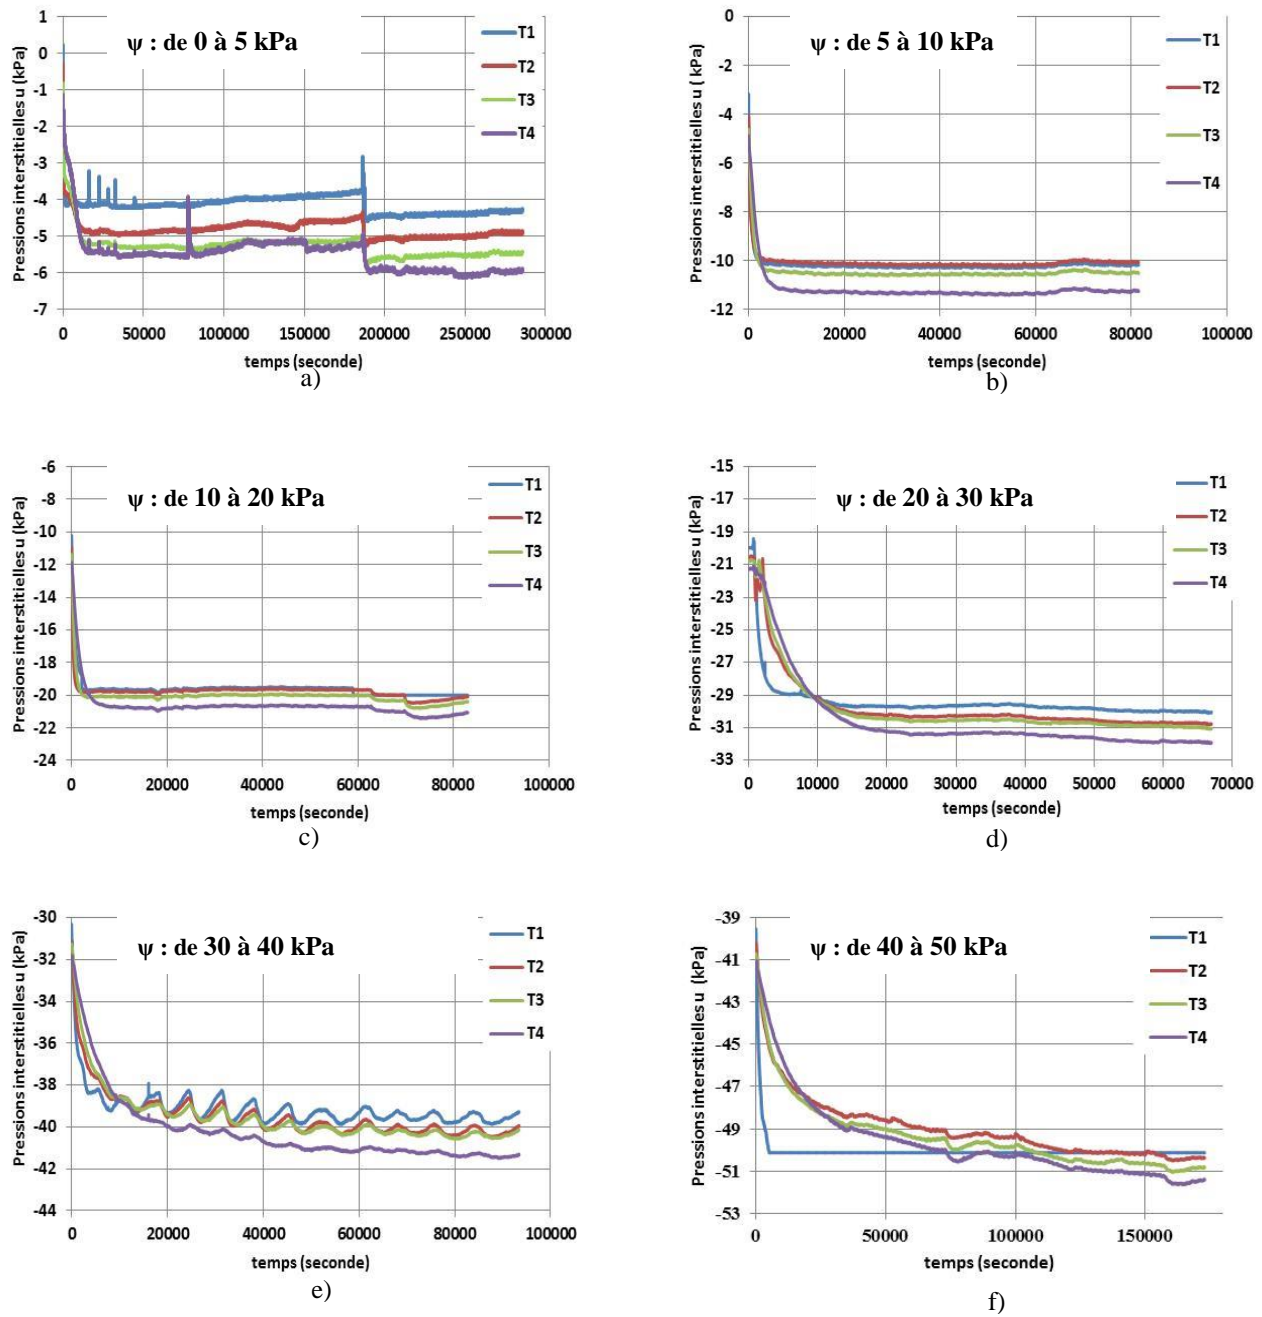 ψ : de 0 à 5 kPa
Pressions interstitielles u (kPa)
1
0
-1
-2
-3
-4
-5
-6
-7
0 50000 100000 150000 200000 250000 300000
temps (seconde)
T1
T2
T3
T4
a)
ψ : de 5 à 10 kPa
Pressions interstitielles u ( kPa)
0
-2
-4
-6
-8
-10
-12
0 20000 40000 60000 80000 100000
temps (seconde)
T1
T2
T3
T4
b)
ψ : de 10 à 20 kPa
Pressions interstitielles u (kPa)
-6
-8
-10
-12
-14
-16
-18
-20
-22
-24
0 20000 40000 60000 80000 100000
temps (seconde)
T1
T2
T3
T4
c)
ψ : de 20 à 30 kPa
Pressions interstitielles u ( kPa)
-15
-17
-19
-21
-23
-25
-27
-29
-31
-33
0 10000 20000 30000 40000 50000 60000 70000
temps (seconde)
T1
T2
T3
T4
d)
ψ : de 30 à 40 kPa
Pressions interstitielles u (kPa)
-30
-32
-34
-36
-38
-40
-42
-44
0 20000 40000 60000 80000 100000
temps (seconde)
T1
T2
T3
T4
e)
ψ : de 40 à 50 kPa
Pressions interstitielles u (kPa)
-39
-41
-43
-45
-47
-49
-51
-53
0 50000 100000 150000
temps (seconde)
T1
T2
T3
T4
f)